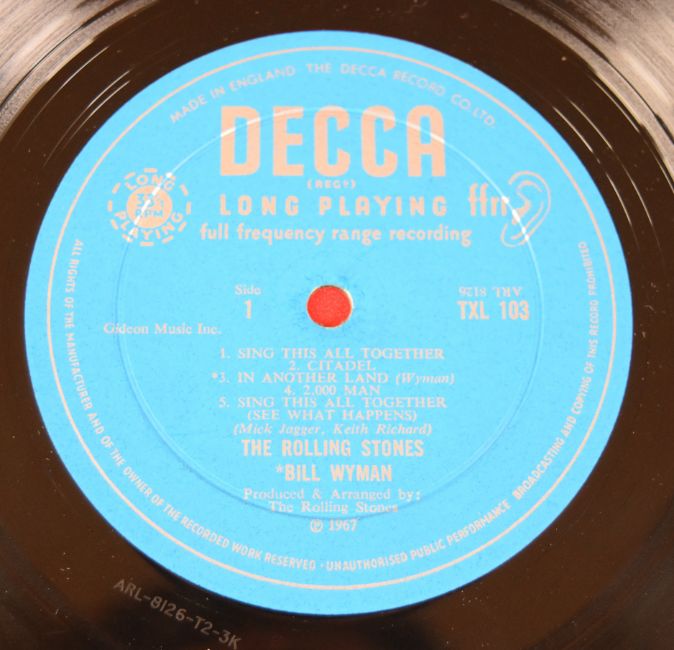 MADE IN ENGLAND · THE DECCA RECORD CO. LTD.
DECCA
(REGD)
LONG PLAYING ffrr
full frequency range recording
LONG
RPM
PLAYING
Side
1
ARL 8126
TXL 103
Gideon Music Inc.
1. SING THIS ALL TOGETHER
2. CITADEL
*3. IN ANOTHER LAND (Wyman)
4. 2,000 MAN
5. SING THIS ALL TOGETHER
(SEE WHAT HAPPENS)
(Mick Jagger, Keith Richard)
THE ROLLING STONES
*BILL WYMAN
Produced & Arranged by:
The Rolling Stones
℗ 1967
ALL RIGHTS OF THE MANUFACTURER AND OF THE OWNER OF THE RECORDED WORK RESERVED · UNAUTHORISED PUBLIC PERFORMANCE BROADCASTING AND COPYING OF THIS RECORD PROHIBITED
ARL-8126-T2-3K